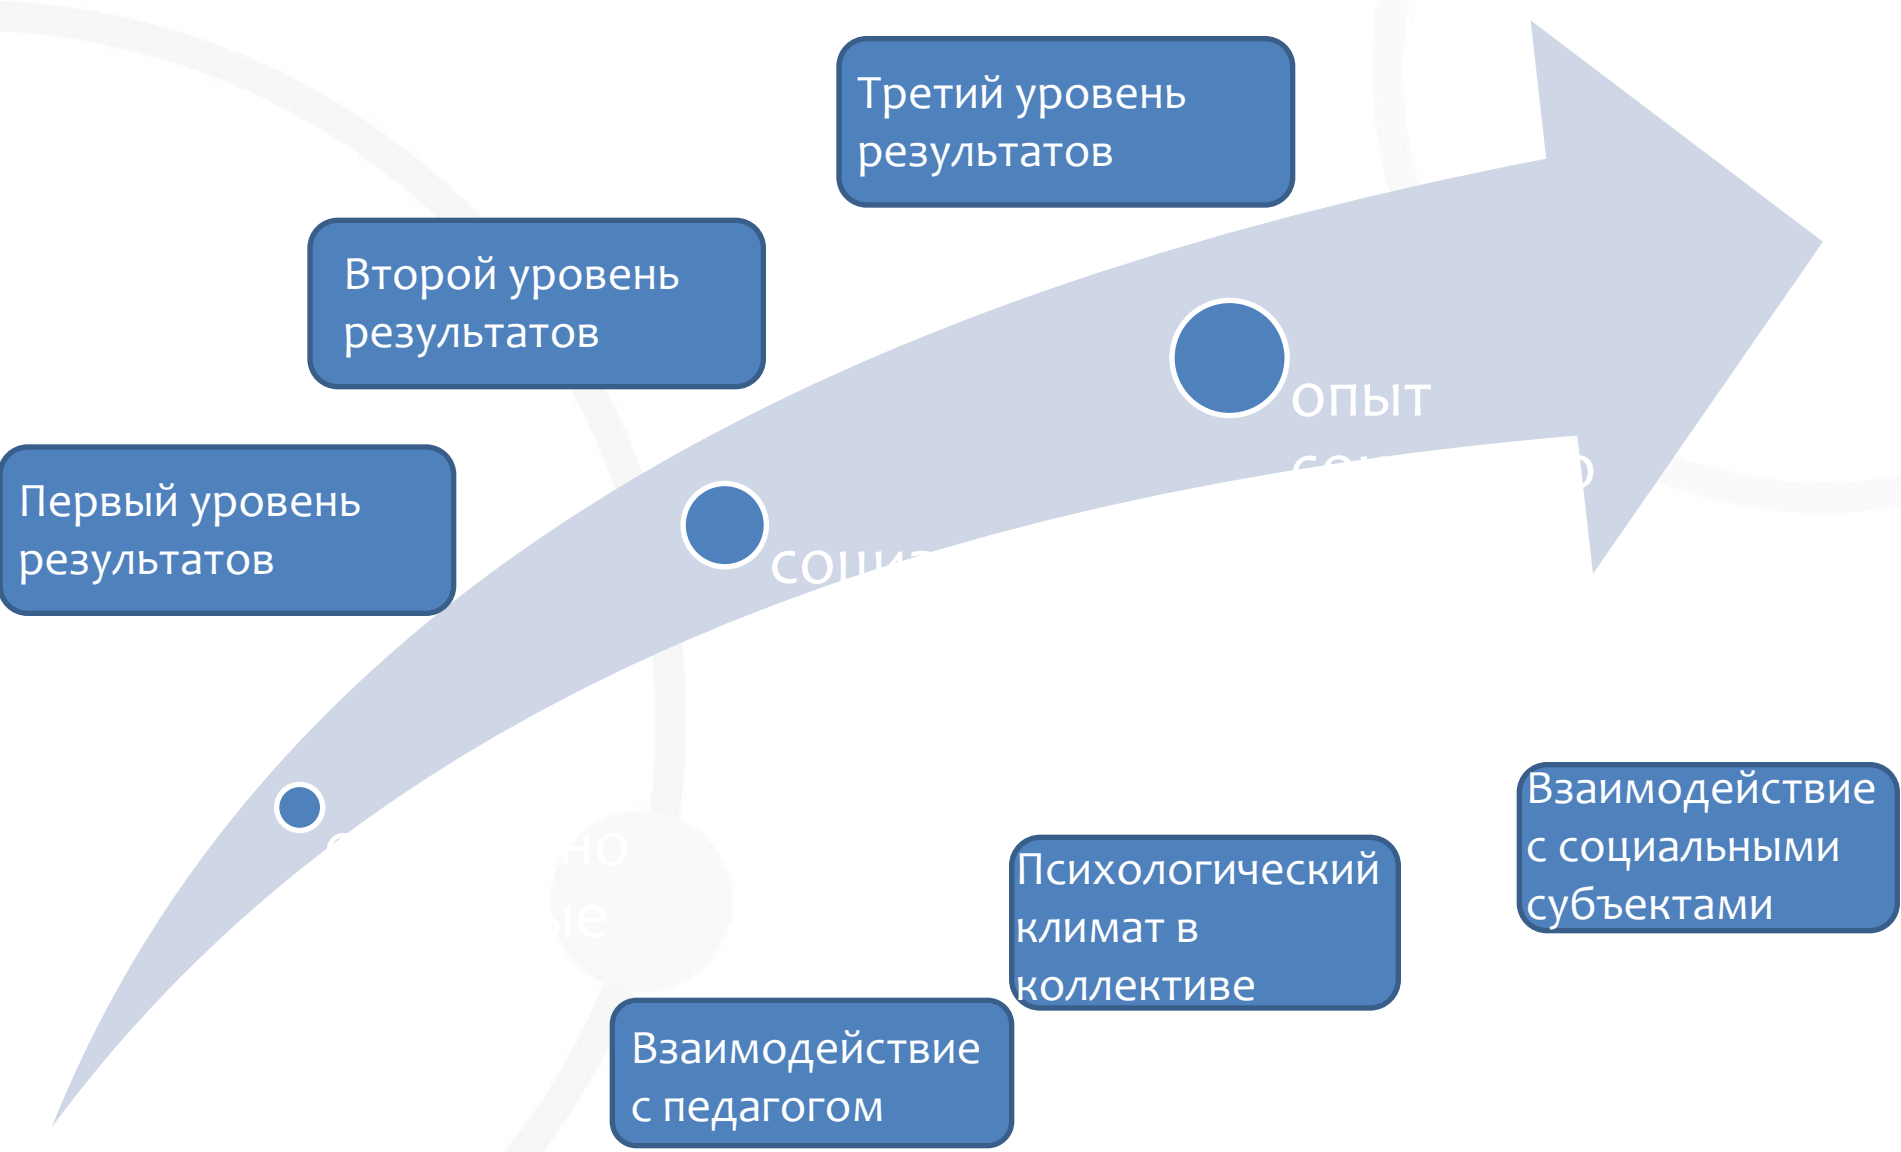 Третий уровень
результатов
Второй уровень
результатов
опыт
Первый уровень
результатов
Взаимодействие
с социальными
субъектами
Психологический
климат в
коллективе
Взаимодействие
с педагогом